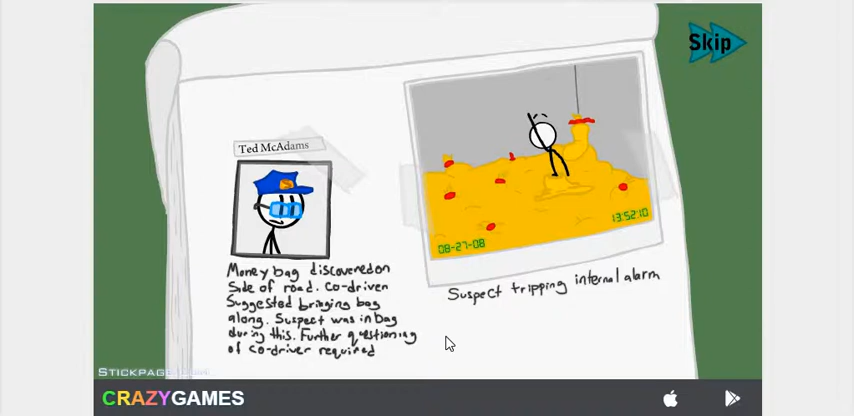 Skip
Ted McAdams
Money bag discovered on
side of road. Co-driven
suggested bringing bag
along. Suspect was in bag
during this. Further questioning
of co-driver required
08-27-08
13:52:10
Suspect tripping internal alarm
STICKPAGE.COM
CRAZYGAMES